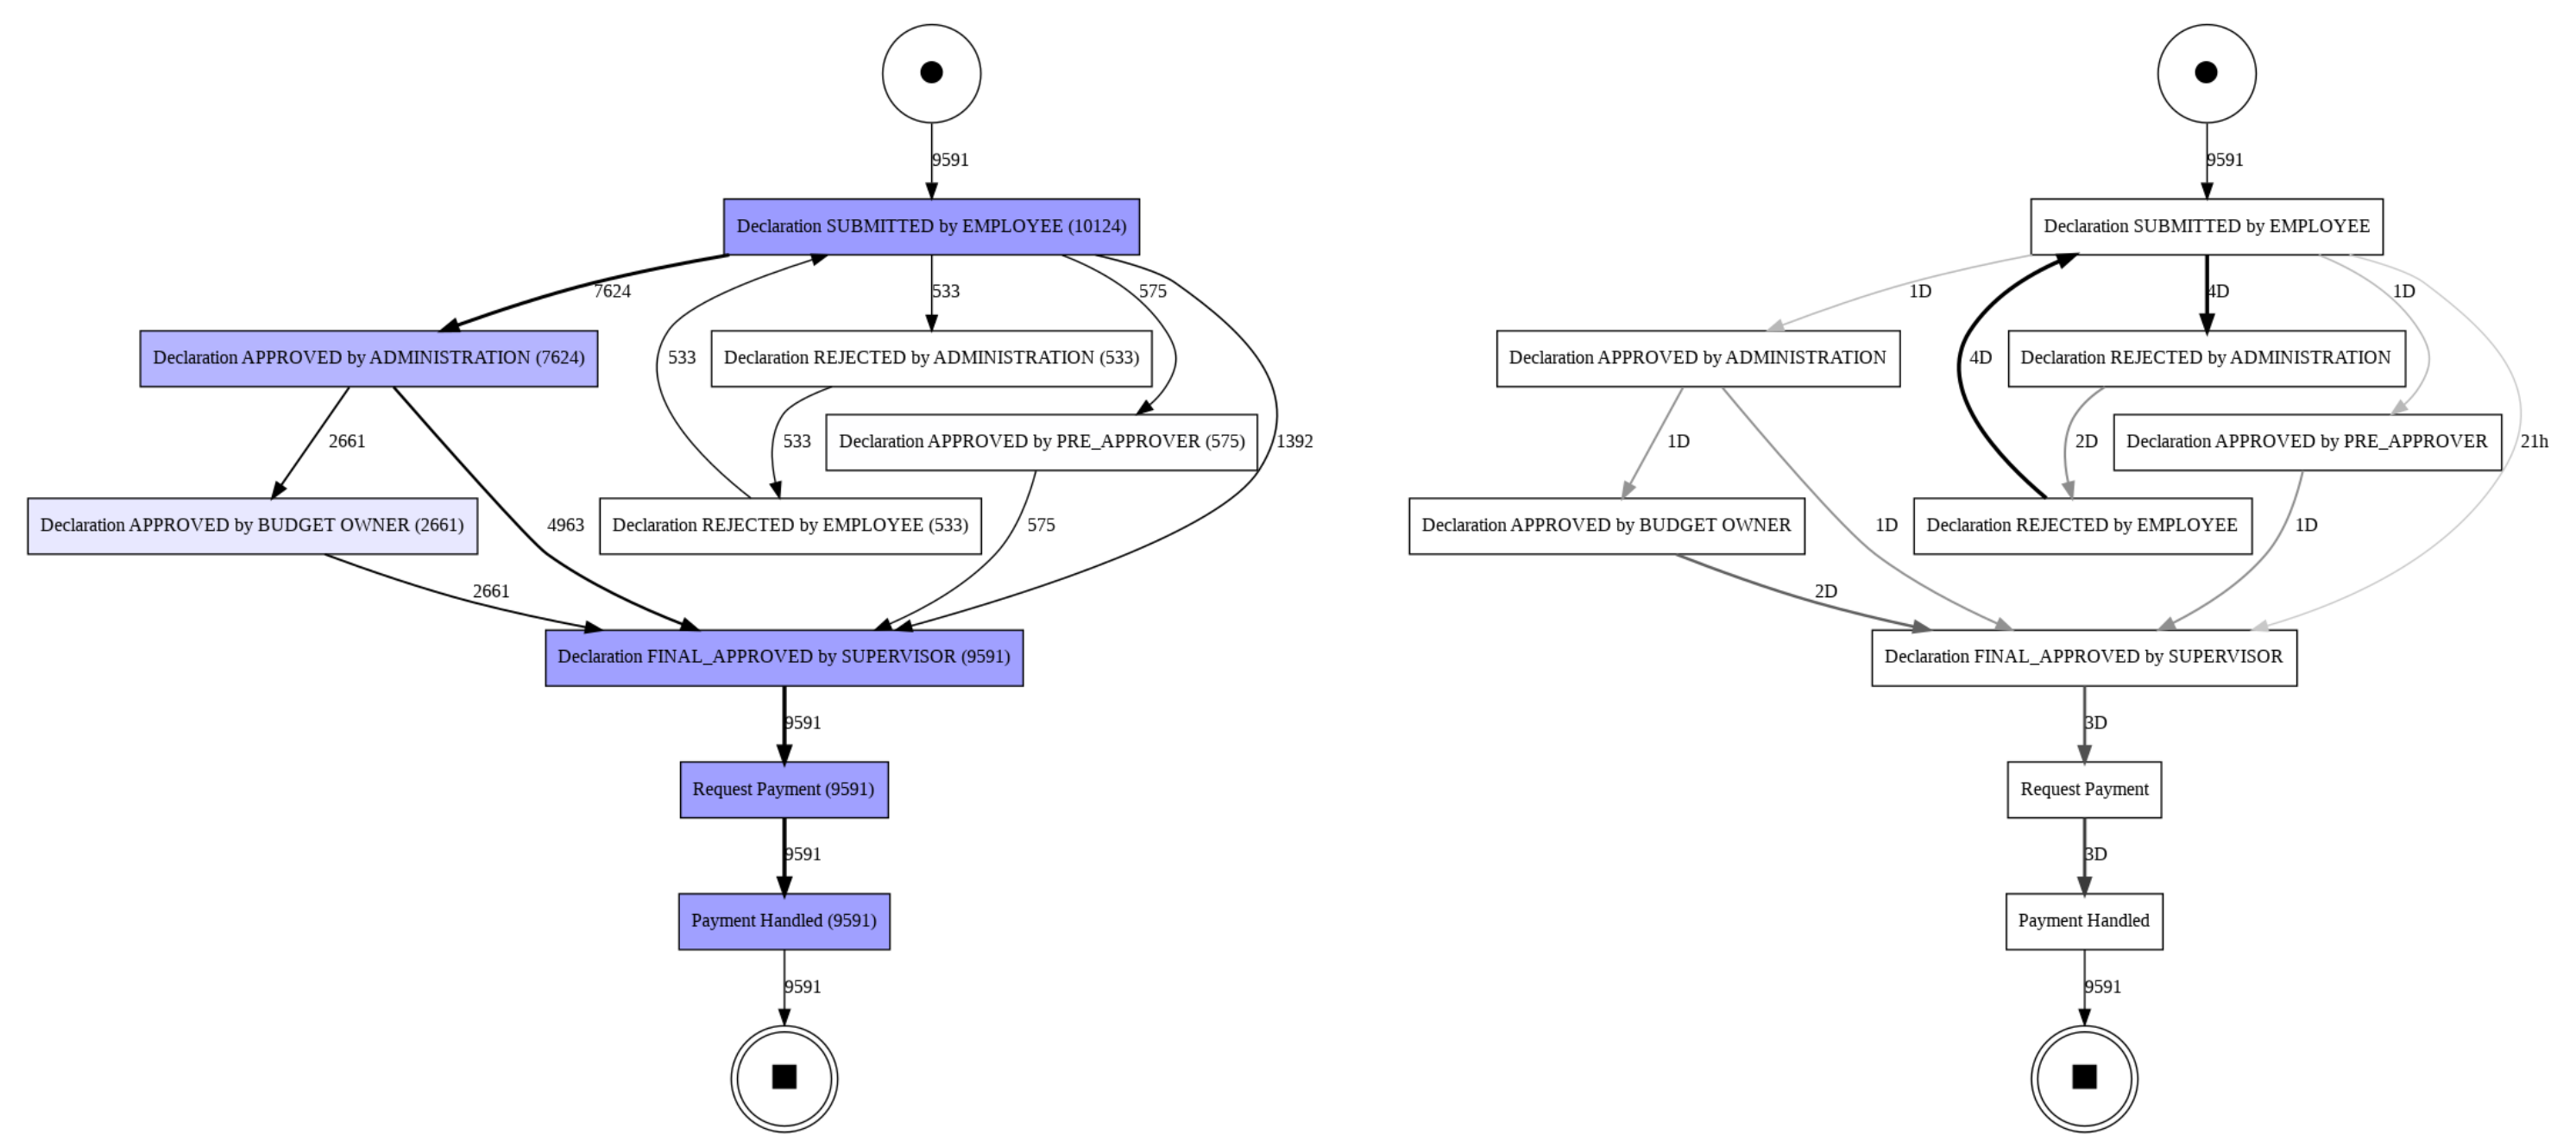 9591
Declaration SUBMITTED by EMPLOYEE (10124)
7624
533
575
Declaration APPROVED by ADMINISTRATION (7624)
533
Declaration REJECTED by ADMINISTRATION (533)
2661
533
Declaration APPROVED by PRE_APPROVER (575)
1392
Declaration APPROVED by BUDGET OWNER (2661)
4963
Declaration REJECTED by EMPLOYEE (533)
575
2661
Declaration FINAL_APPROVED by SUPERVISOR (9591)
9591
Request Payment (9591)
9591
Payment Handled (9591)
9591
9591
Declaration SUBMITTED by EMPLOYEE
1D
4D
1D
Declaration APPROVED by ADMINISTRATION
4D
Declaration REJECTED by ADMINISTRATION
1D
2D
Declaration APPROVED by PRE_APPROVER
21h
Declaration APPROVED by BUDGET OWNER
1D
Declaration REJECTED by EMPLOYEE
1D
2D
Declaration FINAL_APPROVED by SUPERVISOR
3D
Request Payment
3D
Payment Handled
9591